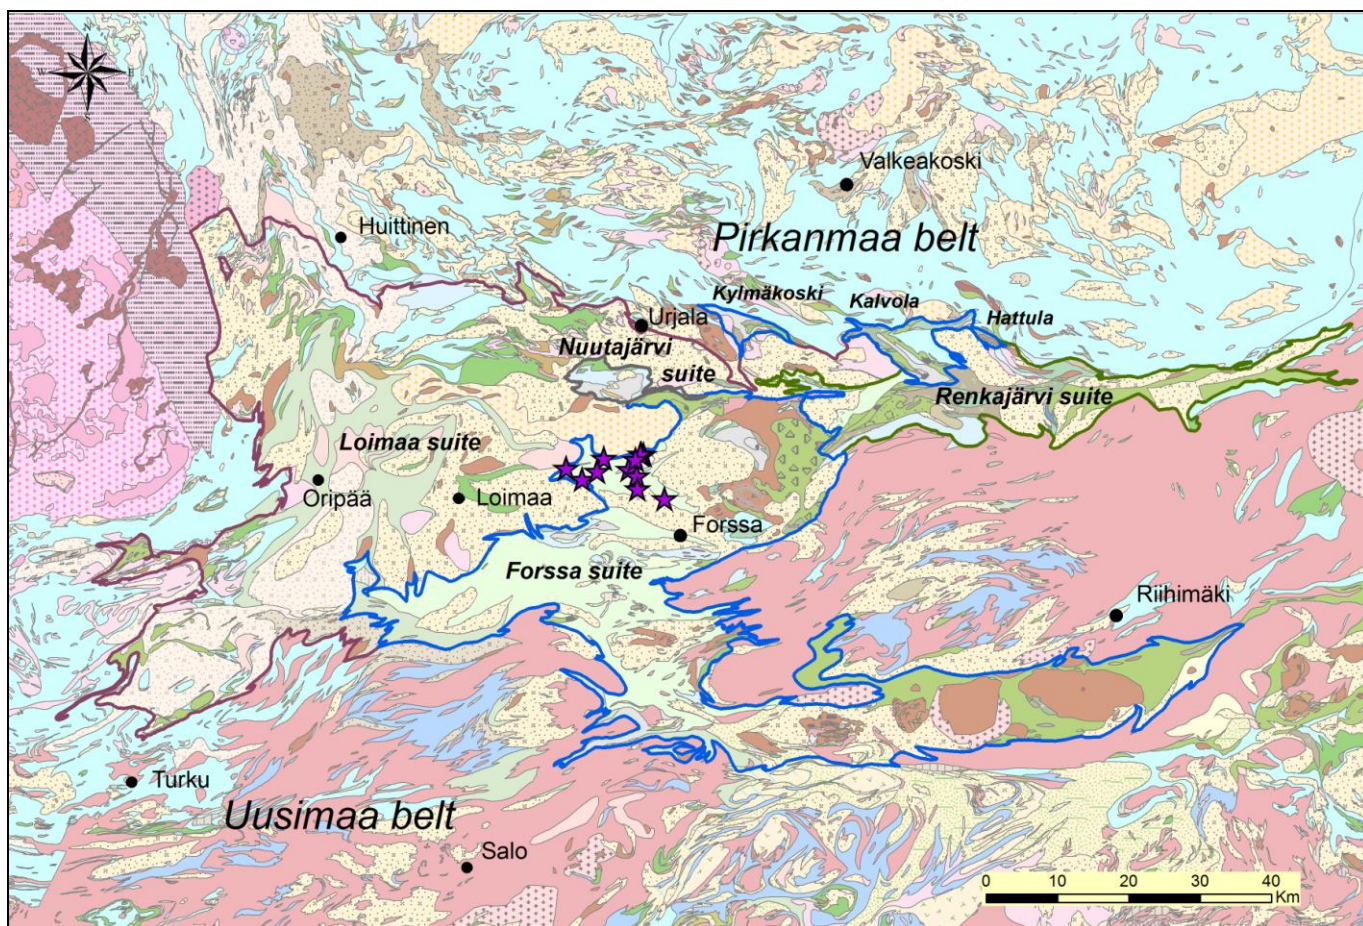 N
E
Valkeakoski
Huittinen
Pirkanmaa belt
Kylmäkoski
Kalvola
Hattula
Urjala
Nuutajärvi
suite
Renkajärvi suite
Loimaa suite
Oripää
Loimaa
Forssa
Forssa suite
Riihimäki
Turku
Uusimaa belt
Salo
0 10 20 30 40
Km